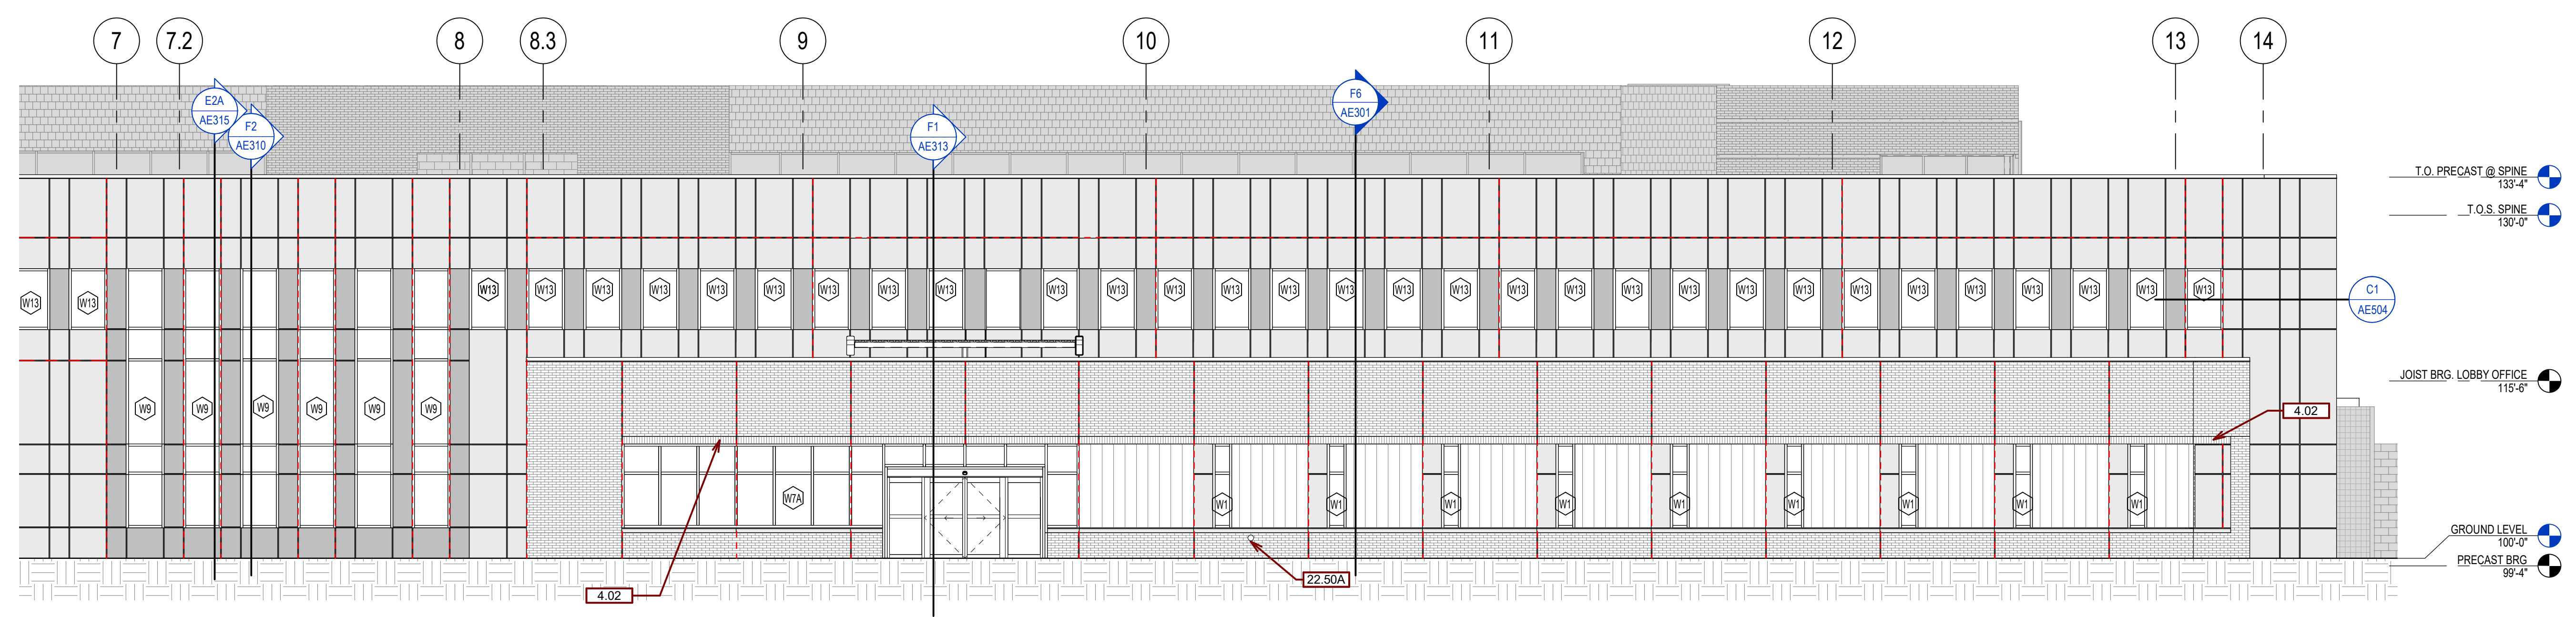 7 7.2 8 8.3 9 10 11 12 13 14
E2A
AE315
F2
AE310
F1
AE313
F6
AE301
T.O. PRECAST @ SPINE
133'-4"
T.O.S. SPINE
130'-0"
W13 W13 W13 W13 W13 W13 W13 W13 W13 W13 W13 W13 W13 W13 W13 W13 W13 W13 W13 W13 W13 W13 W13 W13 W13 W13 W13 W13 W13 W13 W13 W13
C1
AE504
JOIST BRG. LOBBY OFFICE
115'-6"
W9 W9 W9 W9 W9 W9
4.02
W7A
W1 W1 W1 W1 W1 W1 W1 W1 W1
GROUND LEVEL
100'-0"
PRECAST BRG
99'-4"
22.50A
4.02